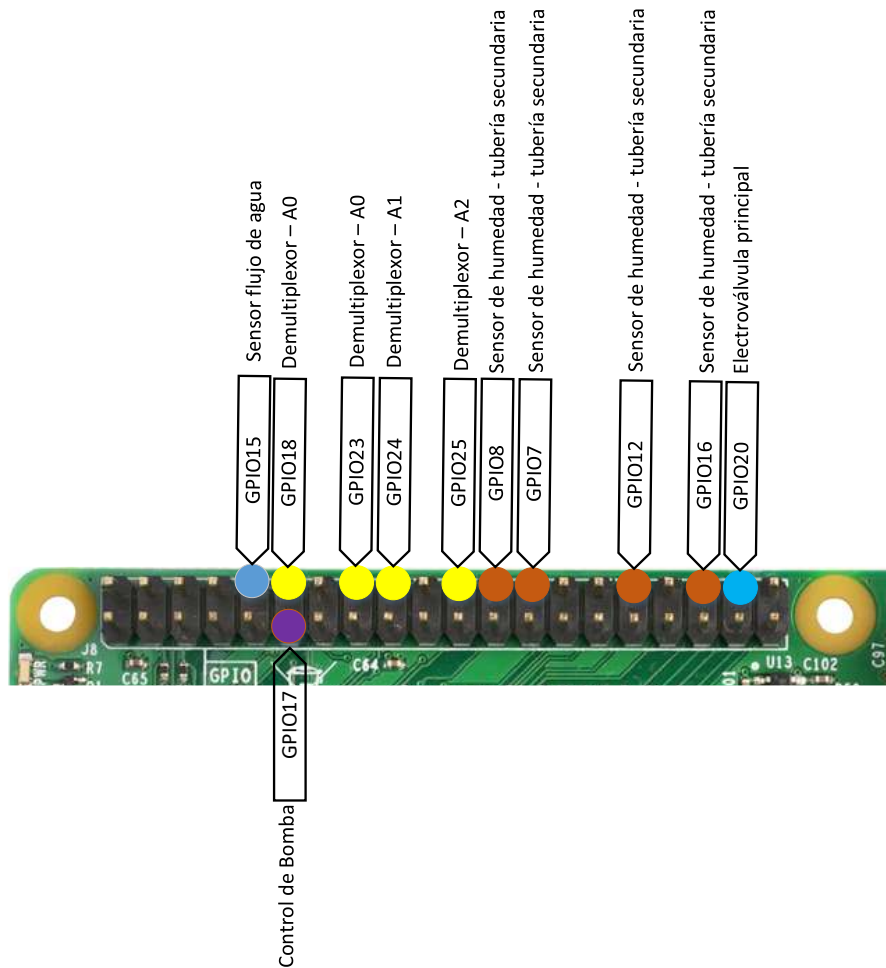 Sensor flujo de agua
Demultiplexor – A0
Demultiplexor – A0
Demultiplexor – A1
Demultiplexor – A2
Sensor de humedad - tubería secundaria
Sensor de humedad - tubería secundaria
Sensor de humedad - tubería secundaria
Sensor de humedad - tubería secundaria
Electroválvula principal
GPIO15
GPIO18
GPIO23
GPIO24
GPIO25
GPIO8
GPIO7
GPIO12
GPIO16
GPIO20
J8
PWR
R7
C65
GPIO
C64
U13
C102
C97
GPIO17
Control de Bomba